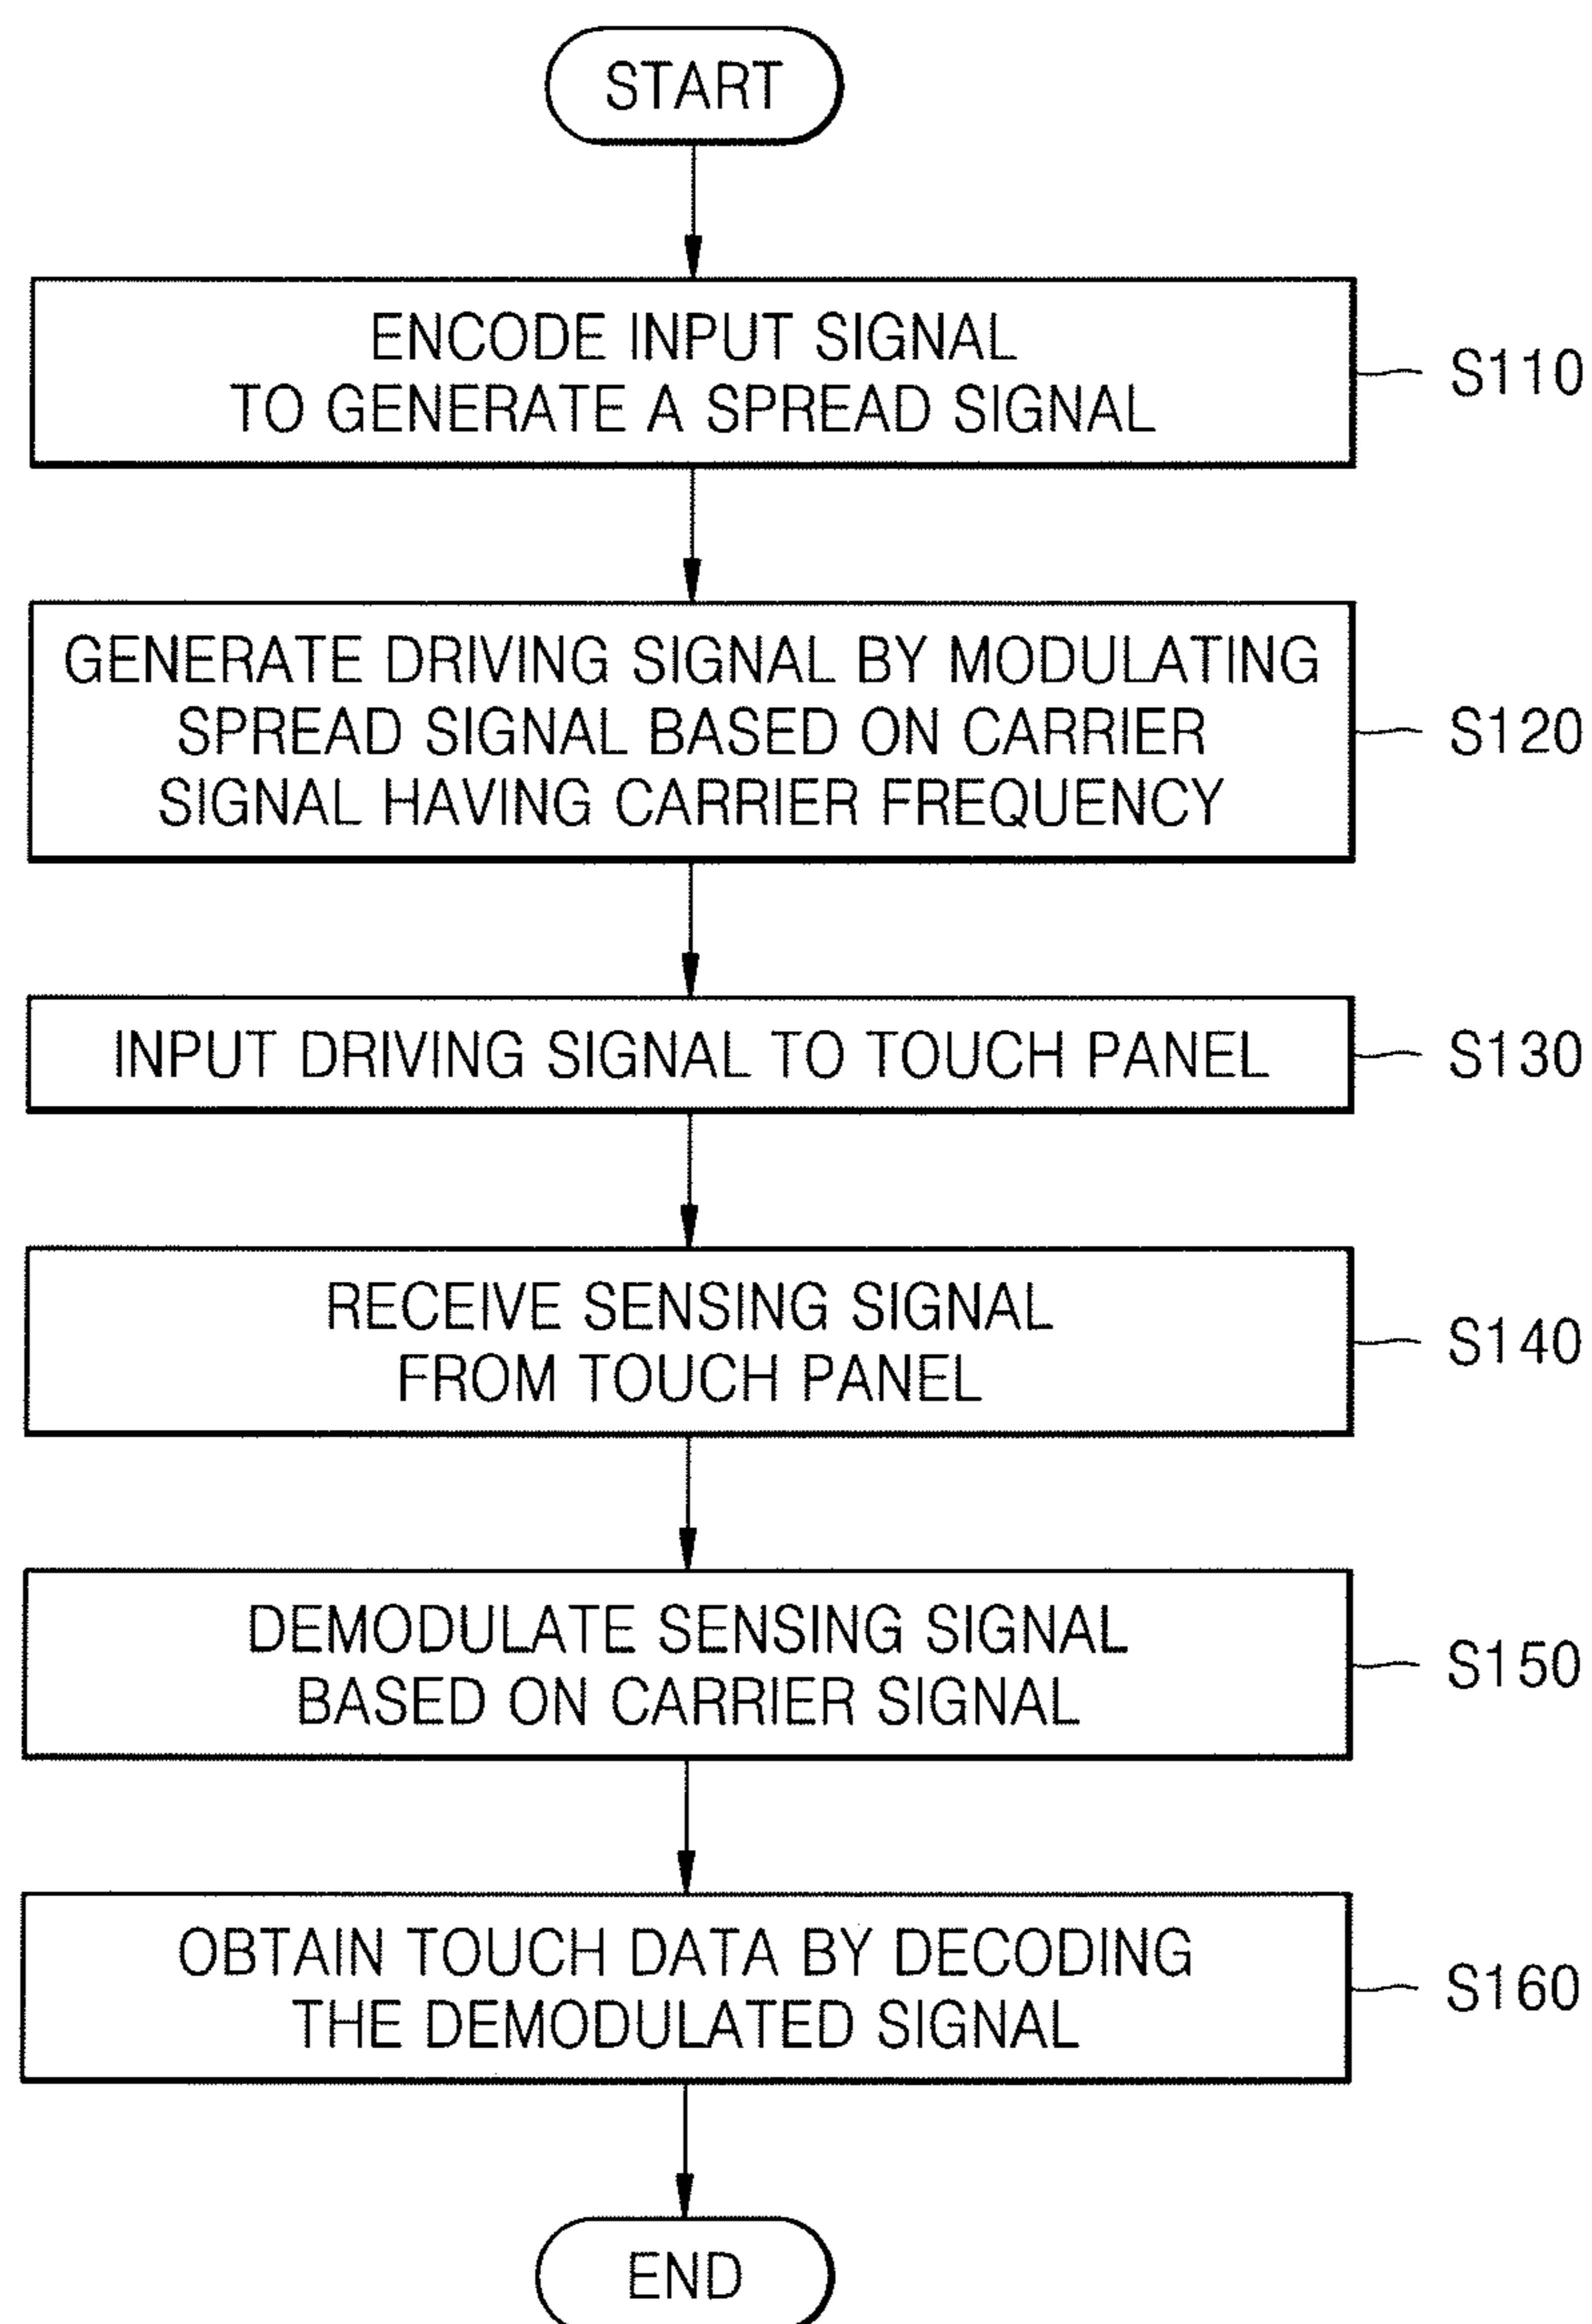 START
ENCODE INPUT SIGNAL
TO GENERATE A SPREAD SIGNAL
S110
GENERATE DRIVING SIGNAL BY MODULATING
SPREAD SIGNAL BASED ON CARRIER
SIGNAL HAVING CARRIER FREQUENCY
S120
INPUT DRIVING SIGNAL TO TOUCH PANEL
S130
RECEIVE SENSING SIGNAL
FROM TOUCH PANEL
S140
DEMODULATE SENSING SIGNAL
BASED ON CARRIER SIGNAL
S150
OBTAIN TOUCH DATA BY DECODING
THE DEMODULATED SIGNAL
S160
END